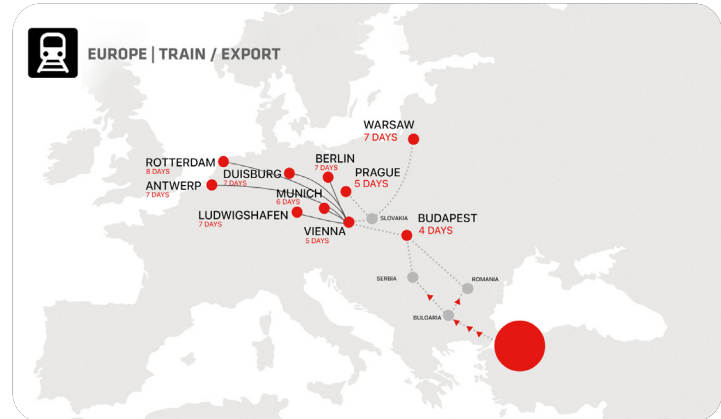 EUROPE | TRAIN / EXPORT
WARSAW
7 DAYS
BERLIN
7 DAYS
ROTTERDAM
8 DAYS
DUISBURG
7 DAYS
PRAGUE
5 DAYS
ANTWERP
7 DAYS
MUNICH
6 DAYS
LUDWIGSHAFEN
7 DAYS
SLOVAKIA
BUDAPEST
4 DAYS
VIENNA
5 DAYS
SERBIA
ROMANIA
BULGARIA